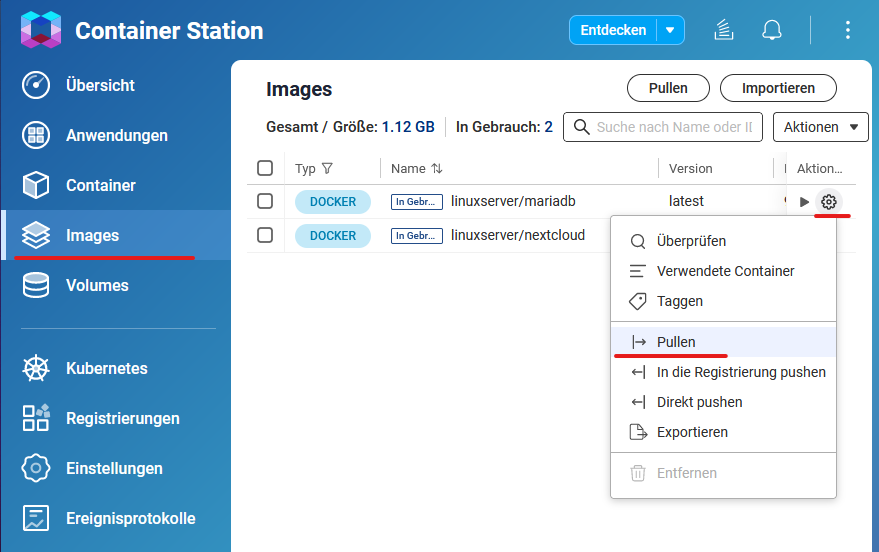 Container Station
Entdecken
Übersicht
Anwendungen
Container
Images
Volumes
Kubernetes
Registrierungen
Einstellungen
Ereignisprotokolle
Images
Pullen
Importieren
Gesamt / Größe: 1.12 GB
In Gebrauch: 2
Suche nach Name oder ID
Aktionen
Typ Name Version Aktion...
DOCKER In Gebr... linuxserver/mariadb latest
DOCKER In Gebr... linuxserver/nextcloud
Überprüfen
Verwendete Container
Taggen
Pullen
In die Registrierung pushen
Direkt pushen
Exportieren
Entfernen